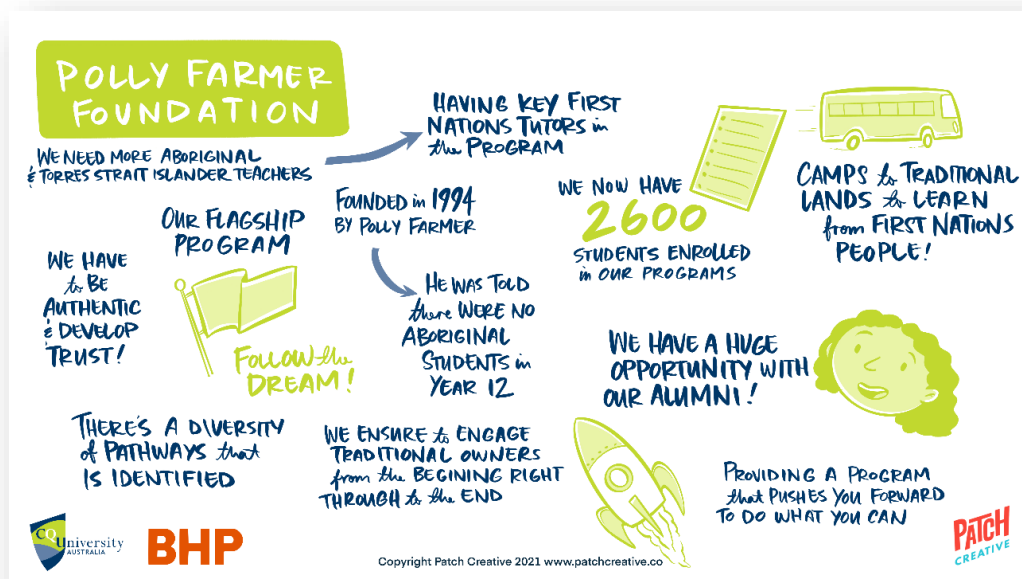 POLLY FARMER
FOUNDATION
WE NEED MORE ABORIGINAL
& TORRES STRAIT ISLANDER TEACHERS
HAVING KEY FIRST
NATIONS TUTORS in
the PROGRAM
OUR FLAGSHIP
PROGRAM
FOLLOW the
DREAM!
WE HAVE
to BE
AUTHENTIC
& DEVELOP
TRUST!
FOUNDED in 1994
BY POLLY FARMER
HE WAS TOLD
there WERE NO
ABORIGINAL
STUDENTS in
YEAR 12
WE NOW HAVE
2600
STUDENTS ENROLLED
in OUR PROGRAMS
CAMPS to TRADITIONAL
LANDS to LEARN
from FIRST NATIONS
PEOPLE!
WE HAVE A HUGE
OPPORTUNITY WITH
OUR ALUMNI!
THERE'S A DIVERSITY
of PATHWAYS that
IS IDENTIFIED
WE ENSURE to ENGAGE
TRADITIONAL OWNERS
from the BEGINING RIGHT
THROUGH to the END
PROVIDING A PROGRAM
that PUSHES YOU FORWARD
TO DO WHAT YOU CAN
CQUniversity
AUSTRALIA
BHP
Copyright Patch Creative 2021 www.patchcreative.co
PATCH
CREATIVE